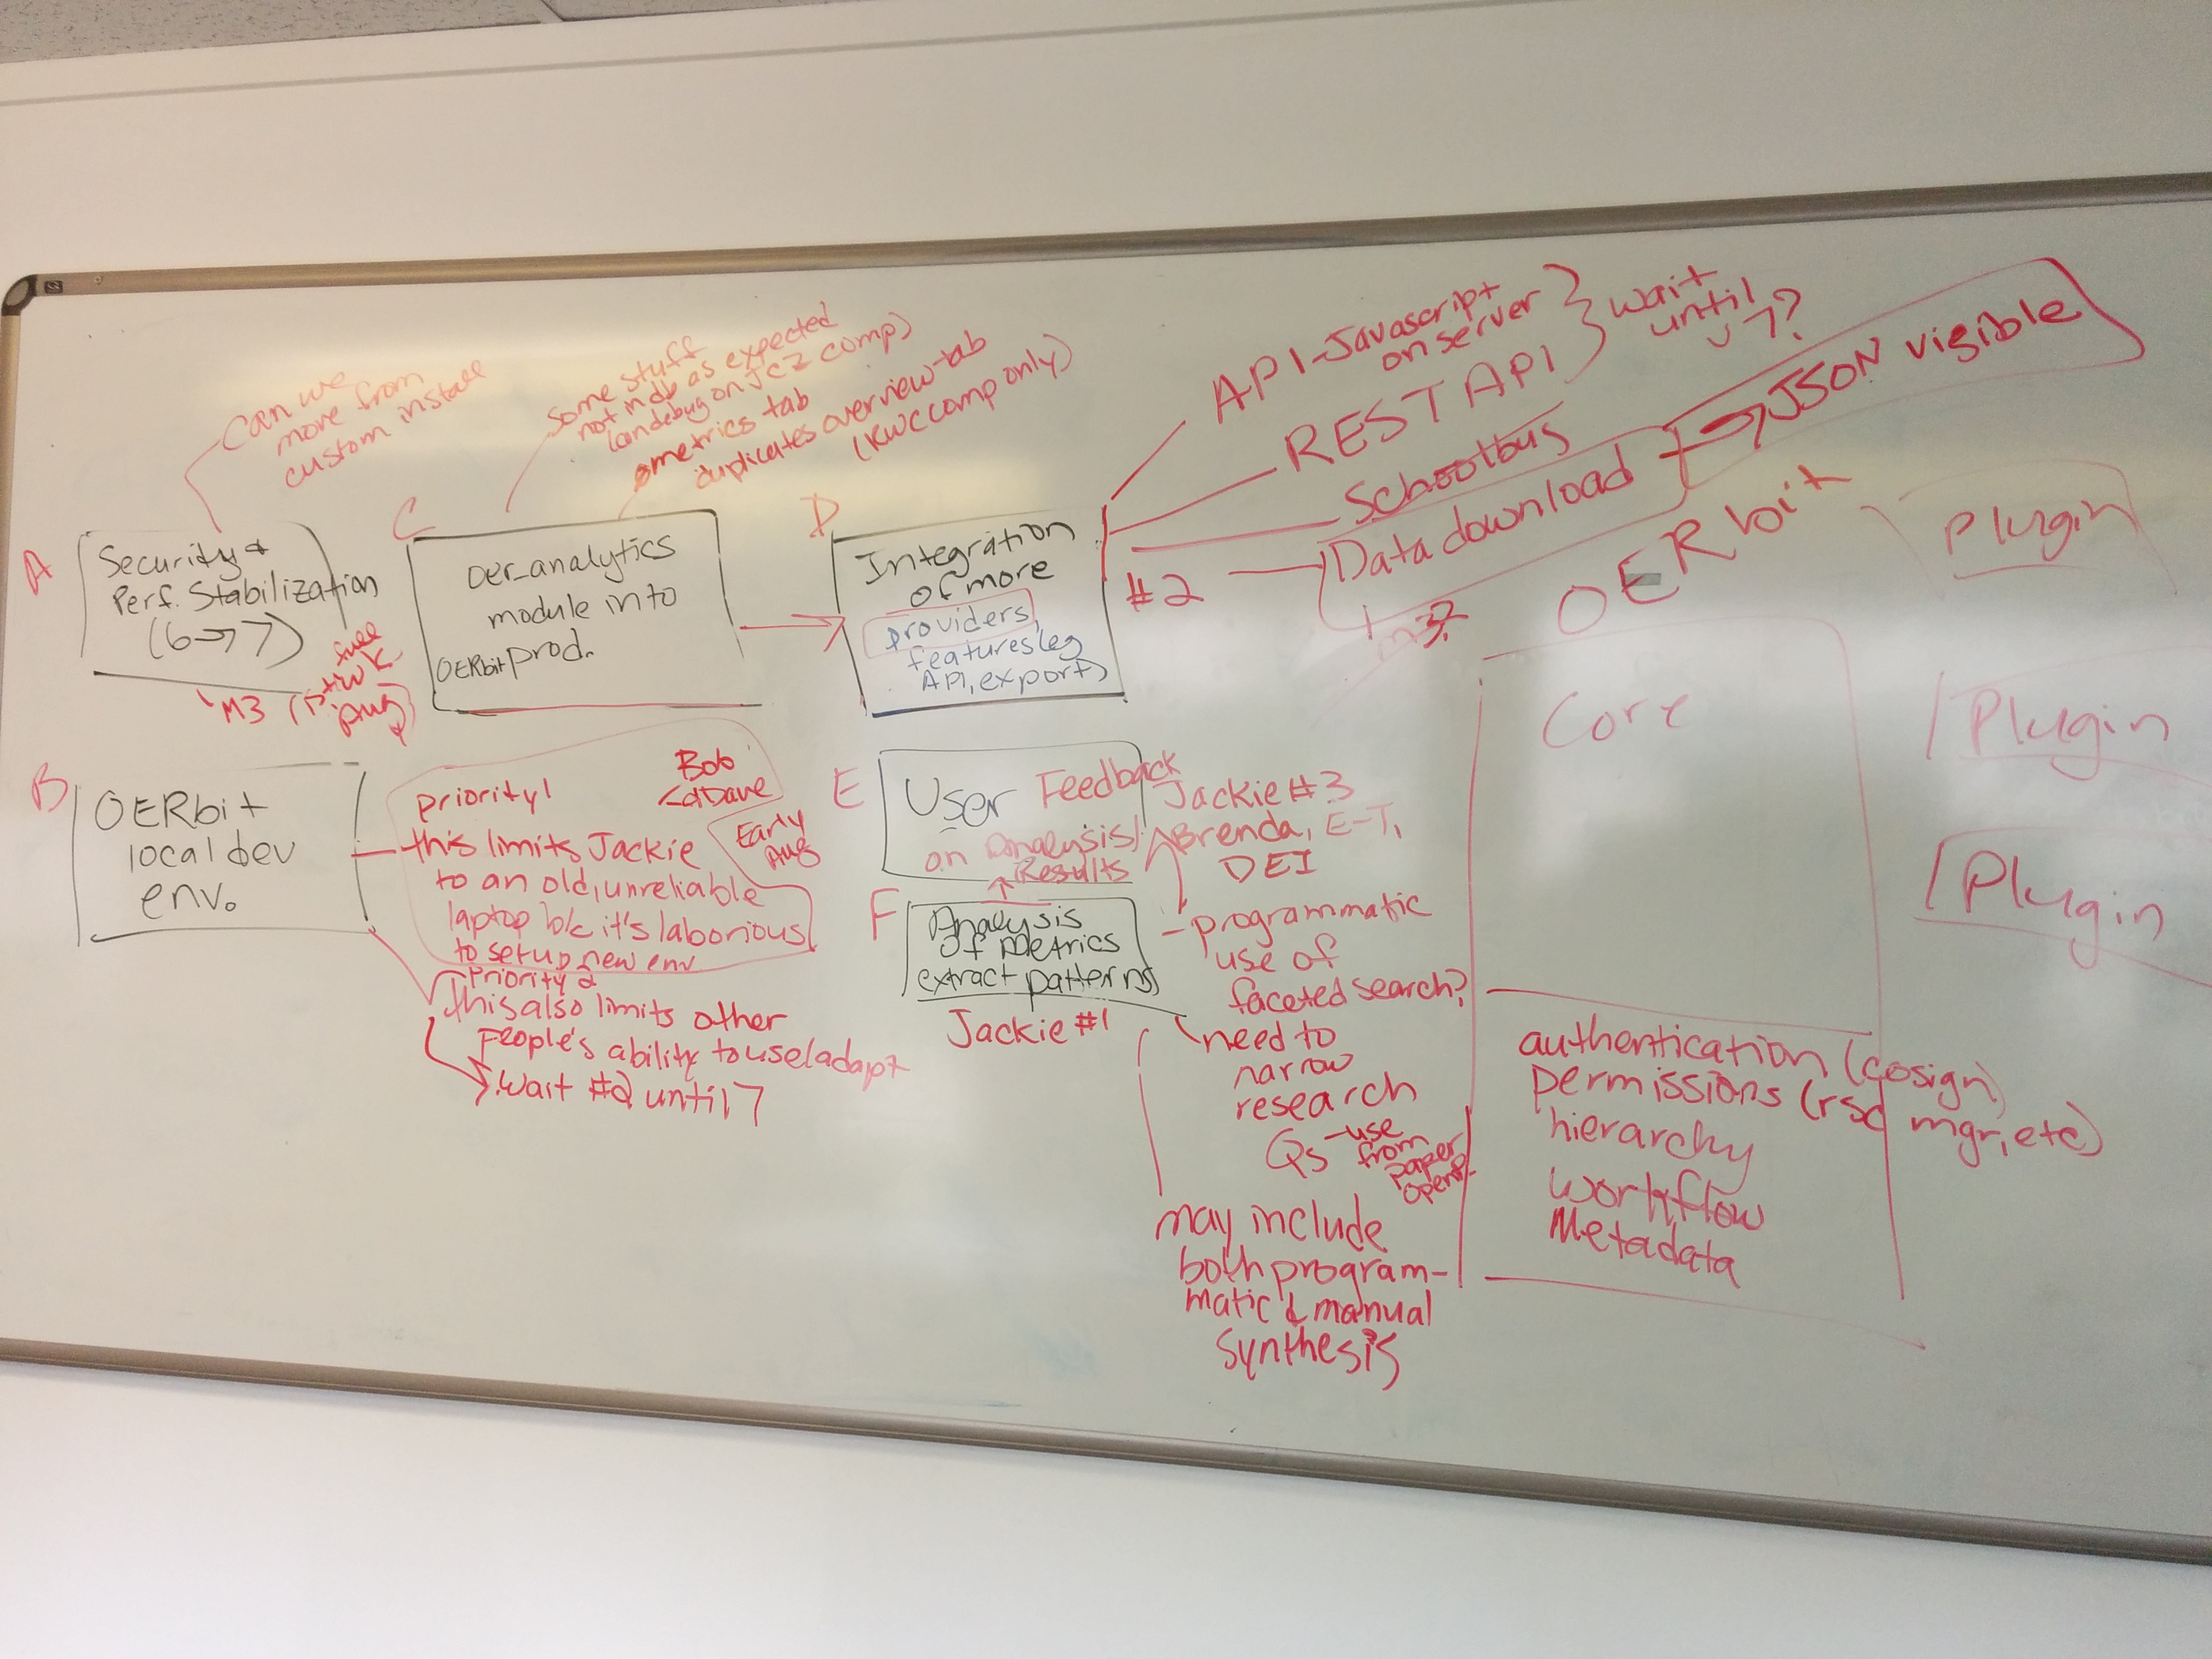 Can we
move from
custom install
some stuff
not in db as expected
(can debug on JCZ comp)
metrics tab
duplicates overview tab
(KWC comp only)
API-Javascript
on server
REST API
wait
until
v7?
Schoolbus
#2
Data download
JSON visible
A
Security &
Perf. Stabilization
(6→7)
M3 (1st full
wk
Aug)
C
oer_analytics
module into
OERbit prod.
D
Integration
of more
providers,
features (eg
API, export)
OERbit
Core
Plugin
Plugin
Plugin
authentication (cosign)
permissions (rsc mgr, etc)
hierarchy
workflow
Metadata
B
OERbit
local dev
env.
priority 1
Bob
Dave
Early
Aug
this limits Jackie
to an old, unreliable
laptop b/c it's laborious
to setup new env
Priority 2
this also limits other
People's ability to use/adapt
Wait #2 until 7
E
User Feedback
on Analysis/
Results
Jackie #3
Brenda, E-T,
DEI
F
Analysis
of metrics
extract patterns
Jackie #1
-programmatic
use of
faceted search?
need to
narrow
research
Qs -use
from
paper
may include
both program-
matic & manual
synthesis